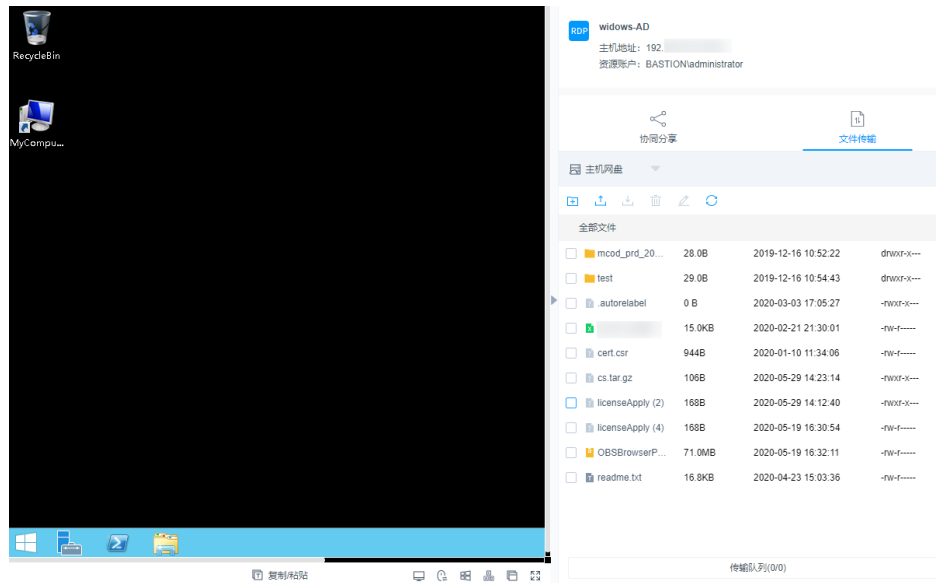 RecycleBin
MyCompu...
RDP
widows-AD
主机地址：192.
资源账户：BASTION\administrator
协同分享
文件传输
主机网盘
全部文件
mcod_prd_20... 28.0B 2019-12-16 10:52:22 drwxr-x---
test 29.0B 2019-12-16 10:54:43 drwxr-x---
.autorelabel 0 B 2020-03-03 17:05:27 -rwxr-x---
15.0KB 2020-02-21 21:30:01 -rw-r-----
cert.csr 944B 2020-01-10 11:34:06 -rw-r-----
cs.tar.gz 106B 2020-05-29 14:23:14 -rwxr-x---
licenseApply (2) 168B 2020-05-29 14:12:40 -rwxr-x---
licenseApply (4) 168B 2020-05-19 16:30:54 -rw-r-----
OBSBrowserP... 71.0MB 2020-05-19 16:32:11 -rw-r-----
readme.txt 16.8KB 2020-04-23 15:03:36 -rw-r-----
复制/粘贴
传输队列(0/0)